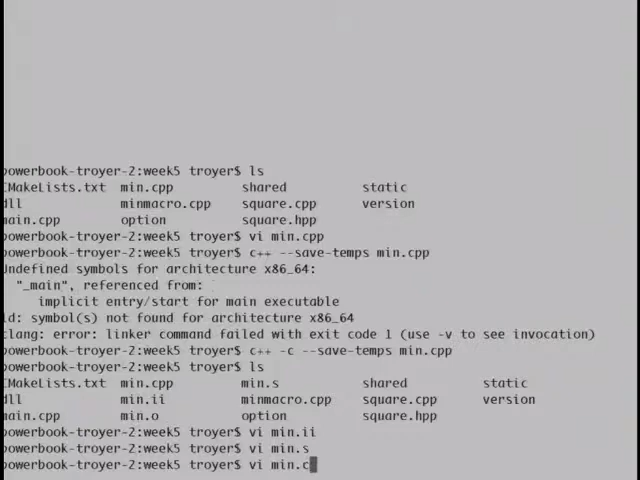 powerbook-troyer-2:week5 troyer$ ls
CMakeLists.txt min.cpp shared static
dll minmacro.cpp square.cpp version
main.cpp option square.hpp
powerbook-troyer-2:week5 troyer$ vi min.cpp
powerbook-troyer-2:week5 troyer$ c++ --save-temps min.cpp
Undefined symbols for architecture x86_64:
"_main", referenced from:
implicit entry/start for main executable
ld: symbol(s) not found for architecture x86_64
clang: error: linker command failed with exit code 1 (use -v to see invocation)
powerbook-troyer-2:week5 troyer$ c++ -c --save-temps min.cpp
powerbook-troyer-2:week5 troyer$ ls
CMakeLists.txt min.cpp min.s shared static
dll min.ii minmacro.cpp square.cpp version
main.cpp min.o option square.hpp
powerbook-troyer-2:week5 troyer$ vi min.ii
powerbook-troyer-2:week5 troyer$ vi min.s
powerbook-troyer-2:week5 troyer$ vi min.c